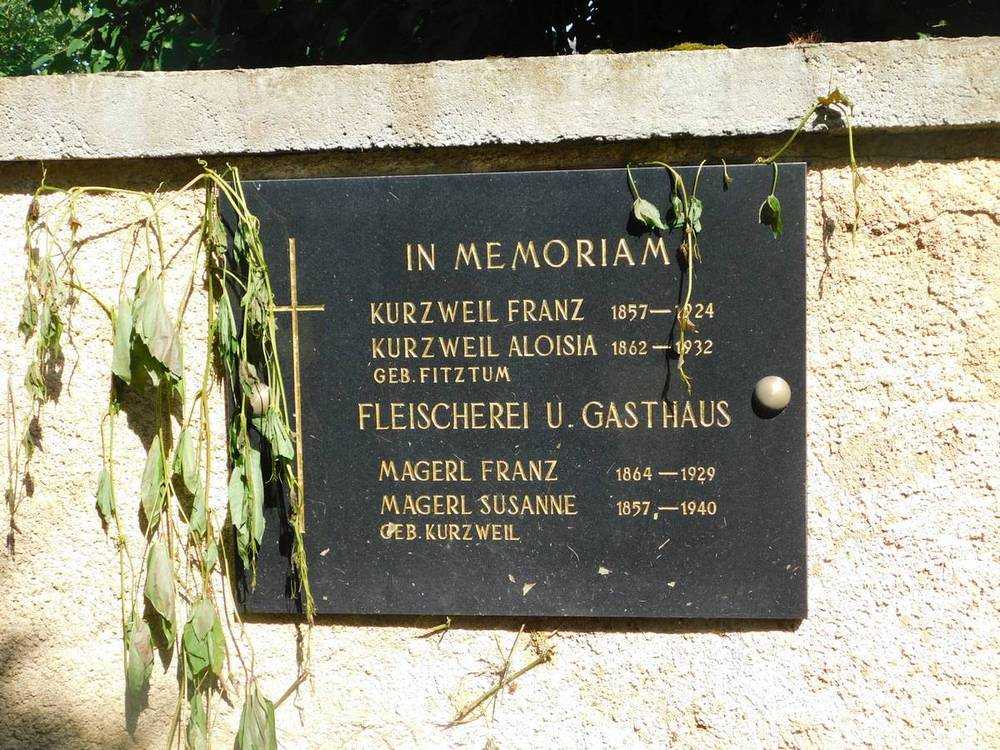 IN MEMORIAM
KURZWEIL FRANZ 1857—1924
KURZWEIL ALOISIA 1862—1932
GEB. FITZTUM
FLEISCHEREI U. GASTHAUS
MAGERL FRANZ 1864—1929
MAGERL SUSANNE 1857—1940
GEB. KURZWEIL